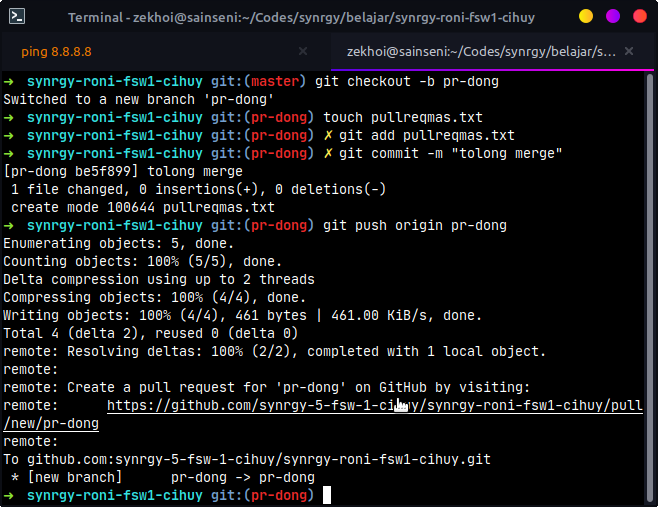 Terminal - zekhoi@sainseni:~/Codes/synrgy/belajar/synrgy-roni-fsw1-cihuy
ping 8.8.8.8 × zekhoi@sainseni:~/Codes/synrgy/belajar/s... ×
➜ synrgy-roni-fsw1-cihuy git:(master) git checkout -b pr-dong
Switched to a new branch 'pr-dong'
➜ synrgy-roni-fsw1-cihuy git:(pr-dong) touch pullreqmas.txt
➜ synrgy-roni-fsw1-cihuy git:(pr-dong) ✗ git add pullreqmas.txt
➜ synrgy-roni-fsw1-cihuy git:(pr-dong) ✗ git commit -m "tolong merge"
[pr-dong be5f899] tolong merge
1 file changed, 0 insertions(+), 0 deletions(-)
create mode 100644 pullreqmas.txt
➜ synrgy-roni-fsw1-cihuy git:(pr-dong) git push origin pr-dong
Enumerating objects: 5, done.
Counting objects: 100% (5/5), done.
Delta compression using up to 2 threads
Compressing objects: 100% (4/4), done.
Writing objects: 100% (4/4), 461 bytes | 461.00 KiB/s, done.
Total 4 (delta 2), reused 0 (delta 0)
remote: Resolving deltas: 100% (2/2), completed with 1 local object.
remote:
remote: Create a pull request for 'pr-dong' on GitHub by visiting:
remote: https://github.com/synrgy-5-fsw-1-cihuy/synrgy-roni-fsw1-cihuy/pull
/new/pr-dong
remote:
To github.com:synrgy-5-fsw-1-cihuy/synrgy-roni-fsw1-cihuy.git
* [new branch] pr-dong -> pr-dong
➜ synrgy-roni-fsw1-cihuy git:(pr-dong)